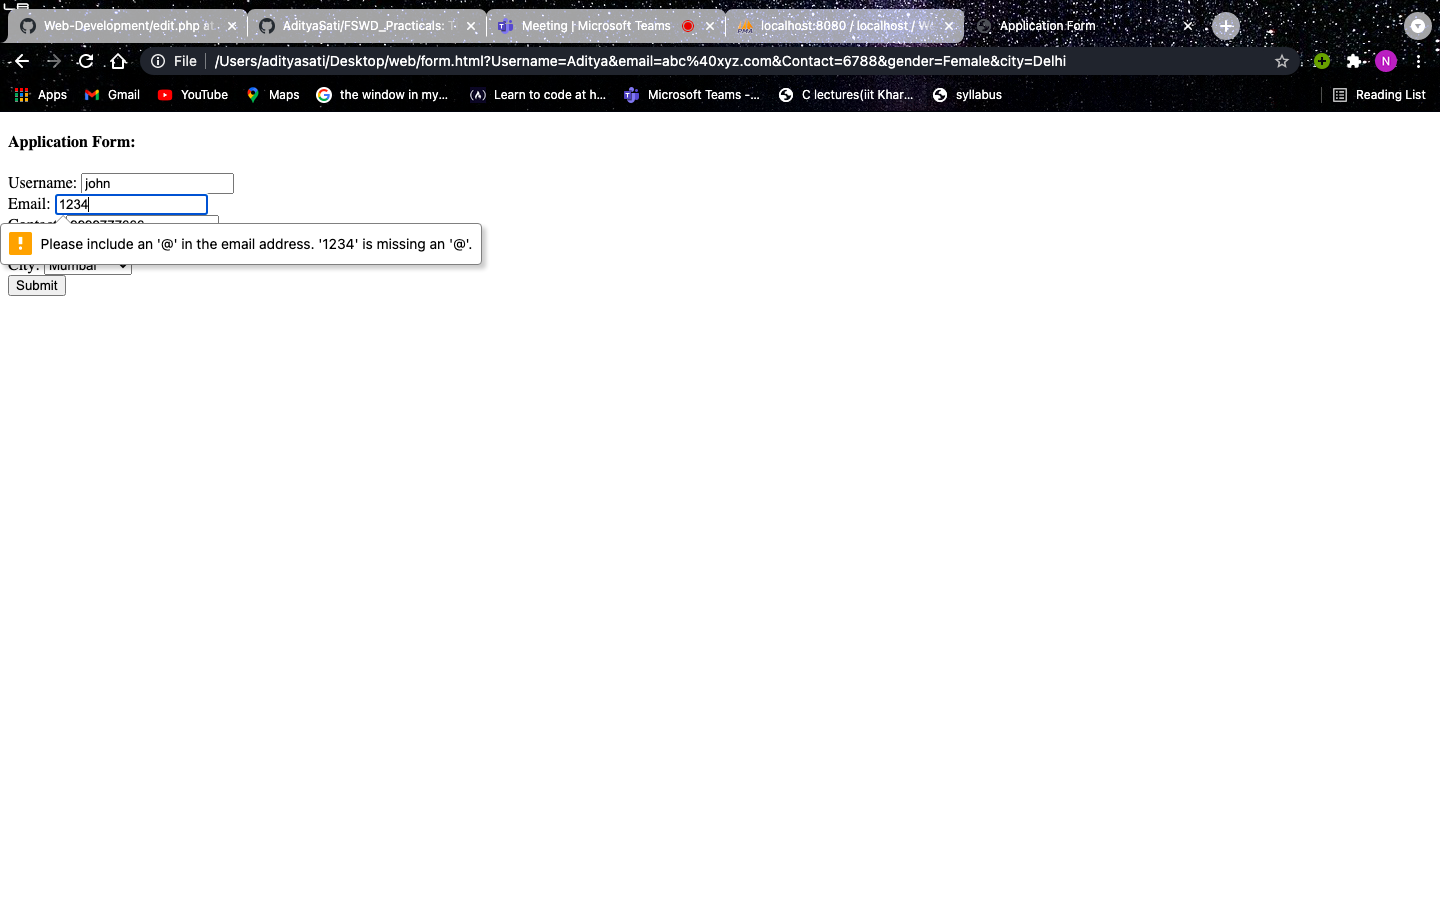 Web-Development/edit.php at
AdityaSati/FSWD_Practicals: T
Meeting | Microsoft Teams
localhost:8080 / localhost / W
Application Form
File
/Users/adityasati/Desktop/web/form.html?Username=Aditya&email=abc%40xyz.com&Contact=6788&gender=Female&city=Delhi
N
Apps
Gmail
YouTube
Maps
the window in my...
Learn to code at h...
Microsoft Teams -...
C lectures(iit Khar...
syllabus
Reading List
Application Form:
Username: john
Email: 1234
Please include an '@' in the email address. '1234' is missing an '@'.
City: Mumbai
Submit